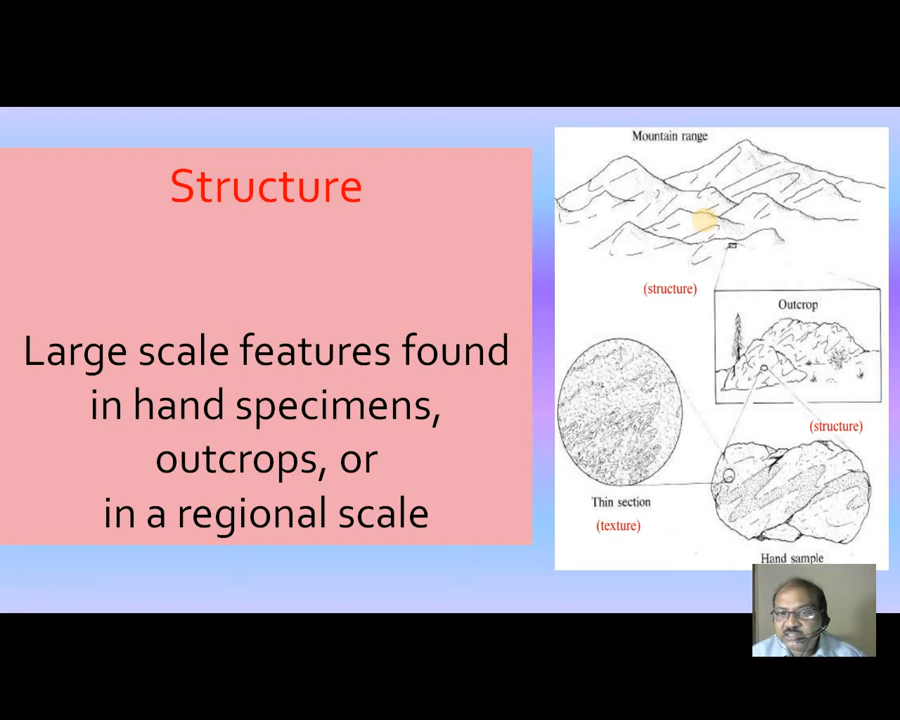 Structure
Large scale features found
in hand specimens,
outcrops, or
in a regional scale
Mountain range
(structure)
Outcrop
(structure)
Thin section
(texture)
Hand sample